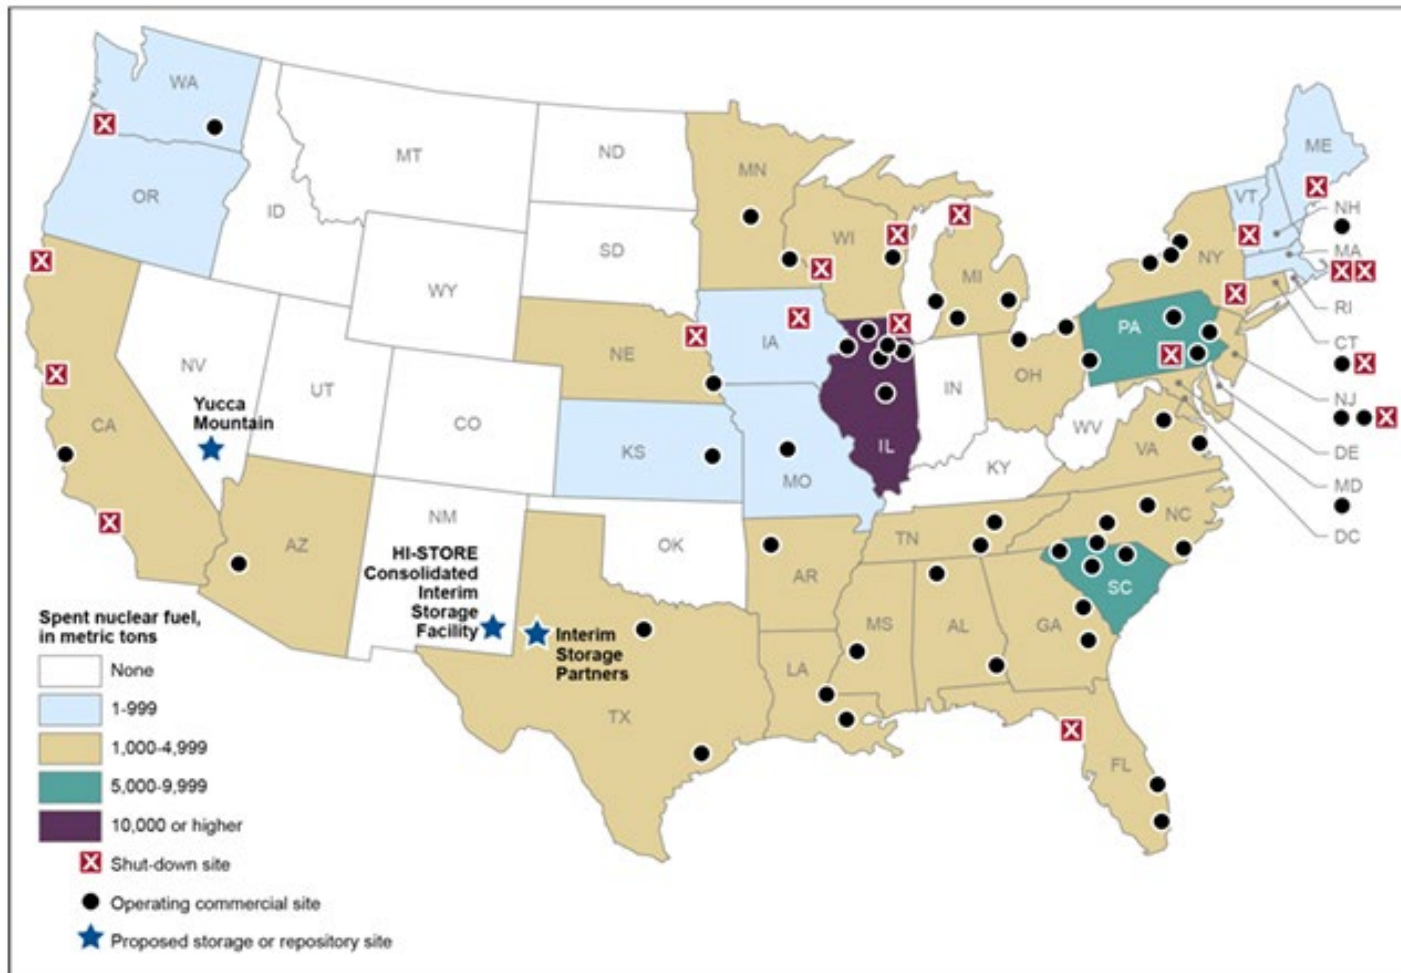 WA
MT
ND
MN
ME
VT
OR
ID
SD
WI
MI
NY
NH
MA
WY
RI
PA
CT
NE
IA
NV
UT
OH
IN
NJ
Yucca
Mountain
CO
CA
IL
WV
KS
MO
KY
VA
DE
MD
DC
NM
OK
AZ
TN
NC
HI-STORE
Consolidated
Interim
Storage
Facility
AR
SC
Interim
Storage
Partners
MS
AL
GA
LA
TX
FL
Spent nuclear fuel,
in metric tons
None
1-999
1,000-4,999
5,000-9,999
10,000 or higher
Shut-down site
Operating commercial site
Proposed storage or repository site